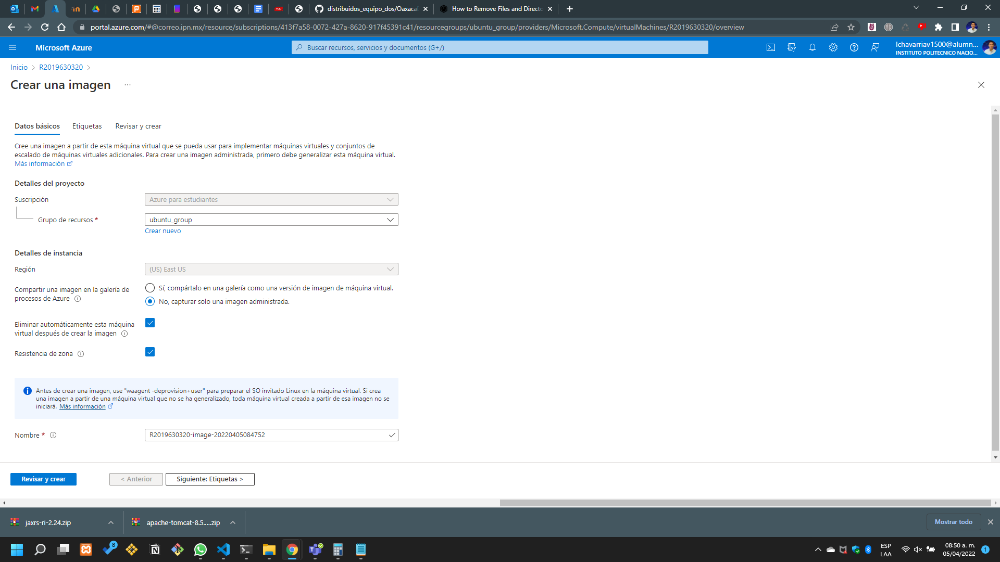 distribuidos_equipo_dos/Oaxaca
How to Remove Files and Directo
portal.azure.com/#@correo.ipn.mx/resource/subscriptions/413f7a58-0072-427a-8620-917f45391c41/resourcegroups/ubuntu_group/providers/Microsoft.Compute/virtualMachines/R2019630320/overview
Microsoft Azure
Buscar recursos, servicios y documentos (G+/)
lchavarriav1500@alumn...
INSTITUTO POLITECNICO NACIO...
Inicio > R2019630320 >
Crear una imagen ...
Datos básicos Etiquetas Revisar y crear
Cree una imagen a partir de esta máquina virtual que se pueda usar para implementar máquinas virtuales y conjuntos de
escalado de máquinas virtuales adicionales. Para crear una imagen administrada, primero debe generalizar esta máquina virtual.
Más información
Detalles del proyecto
Suscripción
Azure para estudiantes
Grupo de recursos *
ubuntu_group
Crear nuevo
Detalles de instancia
Región
(US) East US
Compartir una imagen en la galería de
procesos de Azure
Sí, compártalo en una galería como una versión de imagen de máquina virtual.
No, capturar solo una imagen administrada.
Eliminar automáticamente esta máquina
virtual después de crear la imagen
Resistencia de zona
Antes de crear una imagen, use "waagent -deprovision+user" para preparar el SO invitado Linux en la máquina virtual. Si crea
una imagen a partir de una máquina virtual que no se ha generalizado, toda máquina virtual creada a partir de esa imagen no se
iniciará. Más información
Nombre *
R2019630320-image-20220405084752
Revisar y crear
< Anterior
Siguiente: Etiquetas >
jaxrs-ri-2.24.zip
apache-tomcat-8.5.....zip
Mostrar todo
8
ESP
LAA
08:50 a. m.
05/04/2022
1